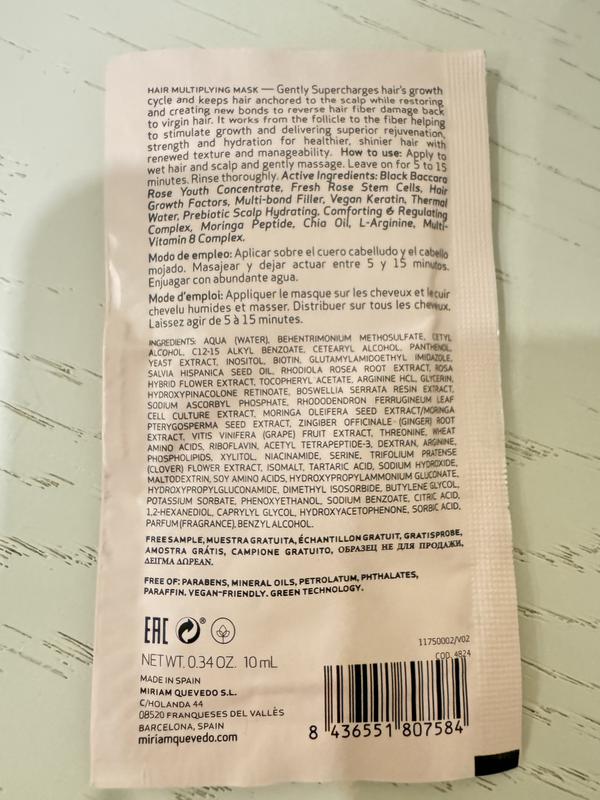 HAIR MULTIPLYING MASK — Gently Supercharges hair's growth
cycle and keeps hair anchored to the scalp while restoring
and creating new bonds to reverse hair fiber damage back
to virgin hair. It works from the follicle to the fiber helping
to stimulate growth and delivering superior rejuvenation,
strength and hydration for healthier, shinier hair with
renewed texture and manageability. How to use: Apply to
wet hair and scalp and gently massage. Leave on for 5 to 15
minutes. Rinse thoroughly. Active Ingredients: Black Baccara
Rose Youth Concentrate, Fresh Rose Stem Cells, Hair
Growth Factors, Multi-bond Filler, Vegan Keratin, Thermal
Water, Prebiotic Scalp Hydrating, Comforting & Regulating
Complex, Moringa Peptide, Chia Oil, L-Arginine, Multi-
Vitamin B Complex.
Modo de empleo: Aplicar sobre el cuero cabelludo y el cabello
mojado. Masajear y dejar actuar entre 5 y 15 minutos.
Enjuagar con abundante agua.
Mode d'emploi: Appliquer le masque sur les cheveux et le cuir
chevelu humides et masser. Distribuer sur tous les cheveux.
Laissez agir de 5 à 15 minutes.
INGREDIENTS: AQUA (WATER), BEHENTRIMONIUM METHOSULFATE, CETYL
ALCOHOL, C12-15 ALKYL BENZOATE, CETEARYL ALCOHOL, PANTHENOL,
YEAST EXTRACT, INOSITOL, BIOTIN, GLUTAMYLAMIDOETHYL IMIDAZOLE,
SALVIA HISPANICA SEED OIL, RHODIOLA ROSEA ROOT EXTRACT, ROSA
HYBRID FLOWER EXTRACT, TOCOPHERYL ACETATE, ARGININE HCL, GLYCERIN,
HYDROXYPINACOLONE RETINOATE, BOSWELLIA SERRATA RESIN EXTRACT,
SODIUM ASCORBYL PHOSPHATE, RHODODENDRON FERRUGINEUM LEAF
CELL CULTURE EXTRACT, MORINGA OLEIFERA SEED EXTRACT/MORINGA
PTERYGOSPERMA SEED EXTRACT, ZINGIBER OFFICINALE (GINGER) ROOT
EXTRACT, VITIS VINIFERA (GRAPE) FRUIT EXTRACT, THREONINE, WHEAT
AMINO ACIDS, RIBOFLAVIN, ACETYL TETRAPEPTIDE-3, DEXTRAN, ARGININE,
PHOSPHOLIPIDS, XYLITOL, NIACINAMIDE, SERINE, TRIFOLIUM PRATENSE
(CLOVER) FLOWER EXTRACT, ISOMALT, TARTARIC ACID, SODIUM HYDROXIDE,
MALTODEXTRIN, SOY AMINO ACIDS, HYDROXYPROPYLAMMONIUM GLUCONATE,
HYDROXYPROPYLGLUCONAMIDE, DIMETHYL ISOSORBIDE, BUTYLENE GLYCOL,
POTASSIUM SORBATE, PHENOXYETHANOL, SODIUM BENZOATE, CITRIC ACID,
1,2-HEXANEDIOL, CAPRYLYL GLYCOL, HYDROXYACETOPHENONE, SORBIC ACID,
PARFUM (FRAGRANCE), BENZYL ALCOHOL.
FREE SAMPLE, MUESTRA GRATUITA, ÉCHANTILLON GRATUIT, GRATISPROBE,
AMOSTRA GRÁTIS, CAMPIONE GRATUITO, ОБРАЗЕЦ НЕ ДЛЯ ПРОДАЖИ,
ΔΕΙΓΜΑ ΔΩΡΕΑΝ.
FREE OF: PARABENS, MINERAL OILS, PETROLATUM, PHTHALATES,
PARAFFIN. VEGAN-FRIENDLY. GREEN TECHNOLOGY.
EAC
11750002/V02
COD. 4824
NET WT. 0.34 OZ. 10 mL
MADE IN SPAIN
MIRIAM QUEVEDO S.L.
C/HOLANDA 44
08520 FRANQUESES DEL VALLÈS
BARCELONA, SPAIN
miriamquevedo.com
8 436551 807584